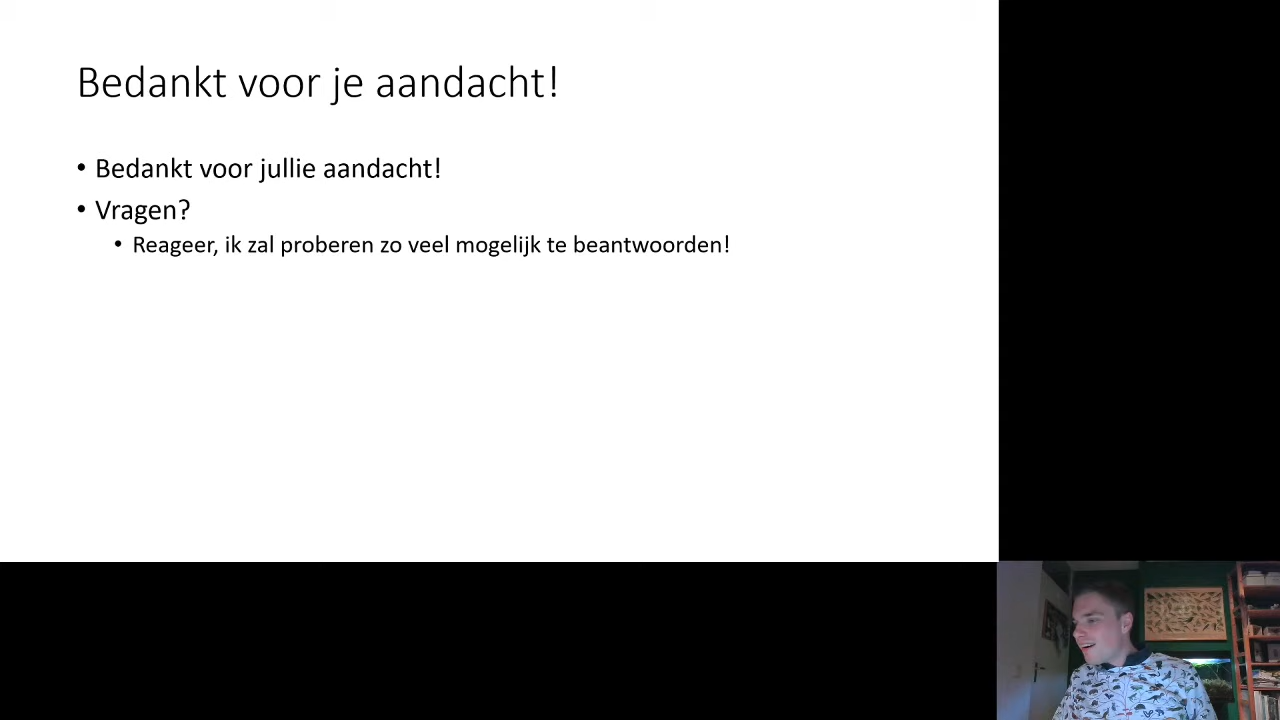 Bedankt voor je aandacht!
• Bedankt voor jullie aandacht!
• Vragen?
• Reageer, ik zal proberen zo veel mogelijk te beantwoorden!